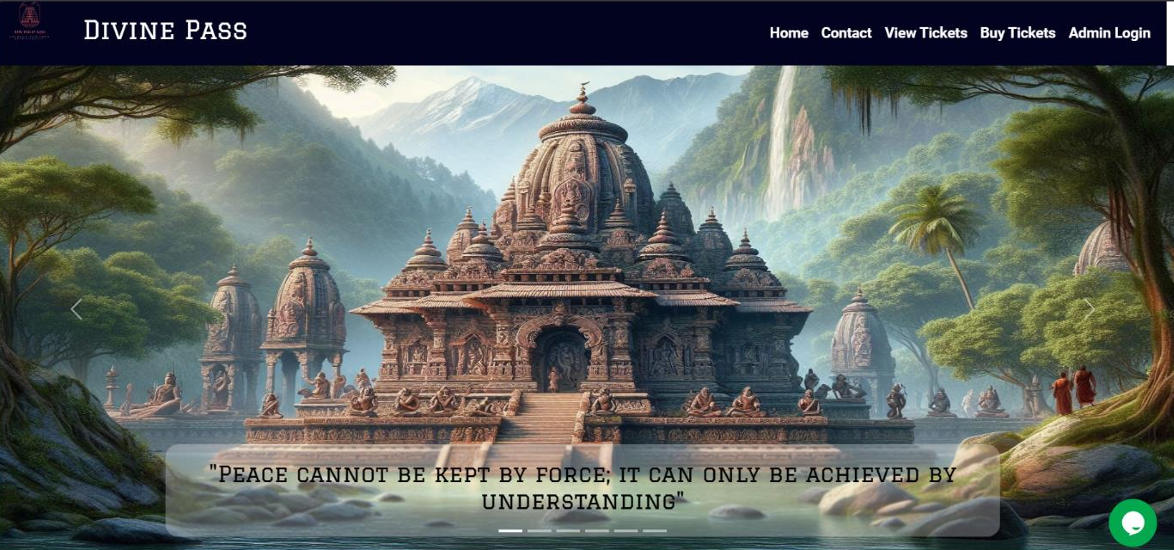 Divine Pass
Home Contact View Tickets Buy Tickets Admin Login
"Peace cannot be kept by force; it can only be achieved by
understanding"